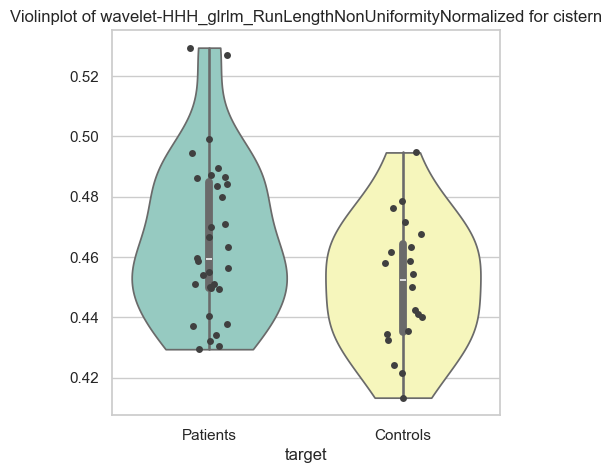 Violinplot of wavelet-HHH_glrlm_RunLengthNonUniformityNormalized for cistern
0.52
0.50
0.48
0.46
0.44
0.42
Patients
Controls
target